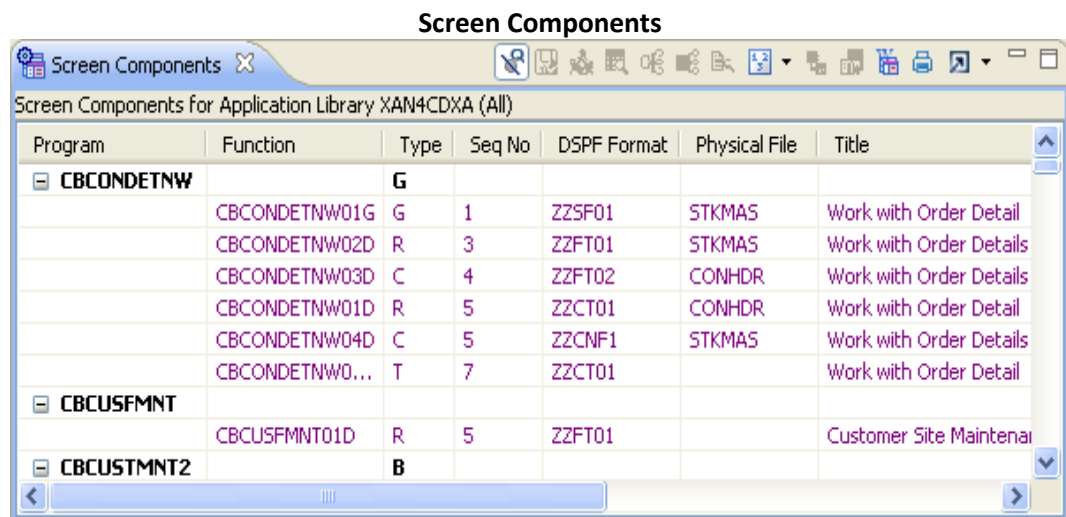 Screen Components
Screen Components
Screen Components for Application Library XAN4CDXA (All)
Program Function Type Seq No DSPF Format Physical File Title
CBCONDETNW G
CBCONDETNW01G G 1 ZZSF01 STKMAS Work with Order Detail
CBCONDETNW02D R 3 ZZFT01 STKMAS Work with Order Details
CBCONDETNW03D C 4 ZZFT02 CONHDR Work with Order Details
CBCONDETNW01D R 5 ZZCT01 CONHDR Work with Order Detail
CBCONDETNW04D C 5 ZZCNF1 STKMAS Work with Order Details
CBCONDETNW0... T 7 ZZCT01 Work with Order Detail
CBCUSFMNT
CBCUSFMNT01D R 5 ZZFT01 Customer Site Maintenan
CBCUSTMNT2 B